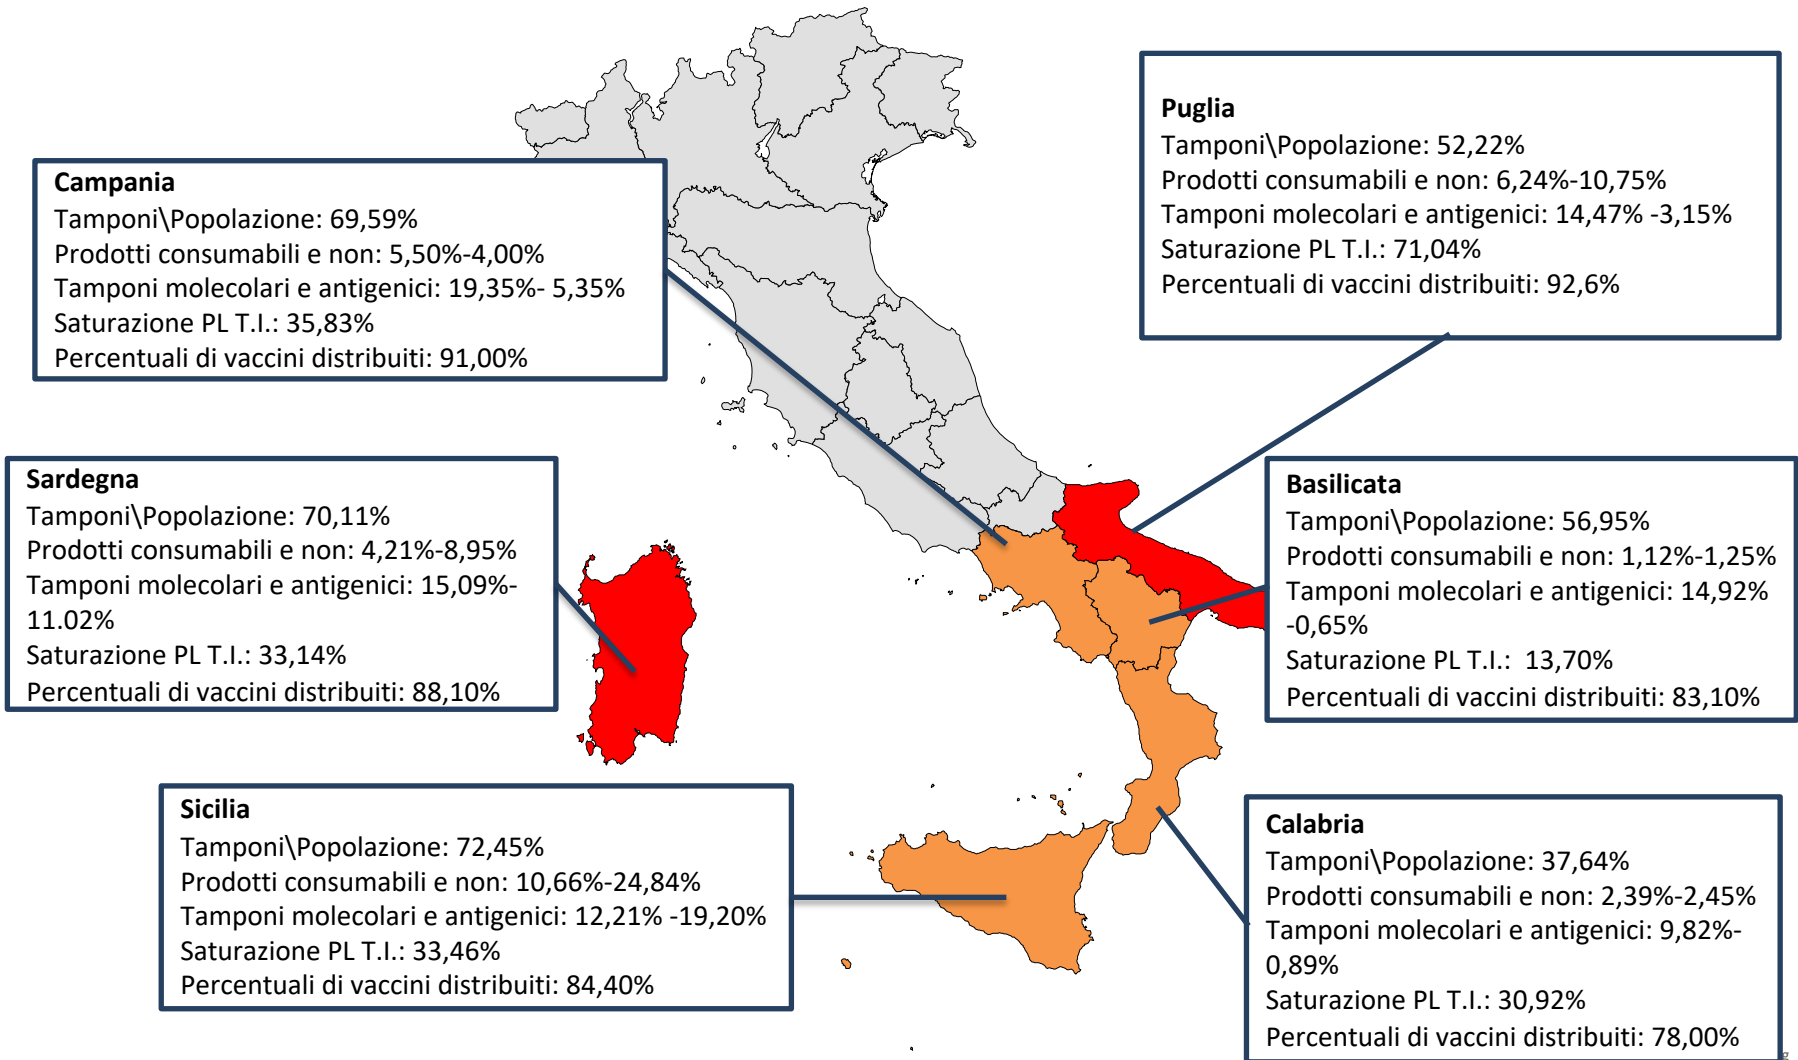 Campania
Tamponi\Popolazione: 69,59%
Prodotti consumabili e non: 5,50%-4,00%
Tamponi molecolari e antigenici: 19,35%- 5,35%
Saturazione PL T.I.: 35,83%
Percentuali di vaccini distribuiti: 91,00%
Puglia
Tamponi\Popolazione: 52,22%
Prodotti consumabili e non: 6,24%-10,75%
Tamponi molecolari e antigenici: 14,47% -3,15%
Saturazione PL T.I.: 71,04%
Percentuali di vaccini distribuiti: 92,6%
Sardegna
Tamponi\Popolazione: 70,11%
Prodotti consumabili e non: 4,21%-8,95%
Tamponi molecolari e antigenici: 15,09%-
11.02%
Saturazione PL T.I.: 33,14%
Percentuali di vaccini distribuiti: 88,10%
Basilicata
Tamponi\Popolazione: 56,95%
Prodotti consumabili e non: 1,12%-1,25%
Tamponi molecolari e antigenici: 14,92%
-0,65%
Saturazione PL T.I.:  13,70%
Percentuali di vaccini distribuiti: 83,10%
Sicilia
Tamponi\Popolazione: 72,45%
Prodotti consumabili e non: 10,66%-24,84%
Tamponi molecolari e antigenici: 12,21% -19,20%
Saturazione PL T.I.: 33,46%
Percentuali di vaccini distribuiti: 84,40%
Calabria
Tamponi\Popolazione: 37,64%
Prodotti consumabili e non: 2,39%-2,45%
Tamponi molecolari e antigenici: 9,82%-
0,89%
Saturazione PL T.I.: 30,92%
Percentuali di vaccini distribuiti: 78,00%